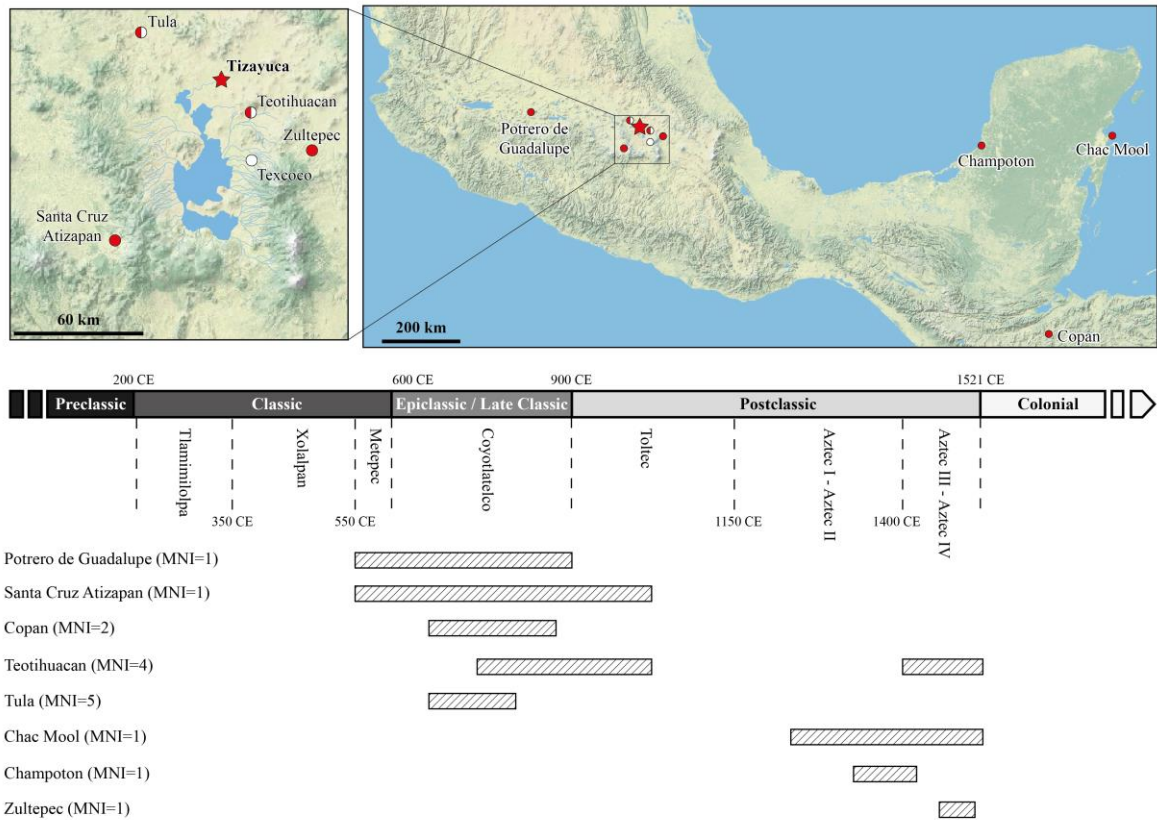 Tula
Tizayuca
Teotihuacan
Zultepec
Texcoco
Santa Cruz
Atizapan
60 km
Potrero de
Guadalupe
Champoton
Chac Mool
Copan
200 km
200 CE
600 CE
900 CE
1521 CE
Preclassic
Classic
Epiclassic / Late Classic
Postclassic
Colonial
Tlamimilolpa
Xolalpan
Metepec
Coyotlatelco
Toltec
Aztec I - Aztec II
Aztec III - Aztec IV
350 CE
550 CE
1150 CE
1400 CE
Potrero de Guadalupe (MNI=1)
Santa Cruz Atizapan (MNI=1)
Copan (MNI=2)
Teotihuacan (MNI=4)
Tula (MNI=5)
Chac Mool (MNI=1)
Champoton (MNI=1)
Zultepec (MNI=1)